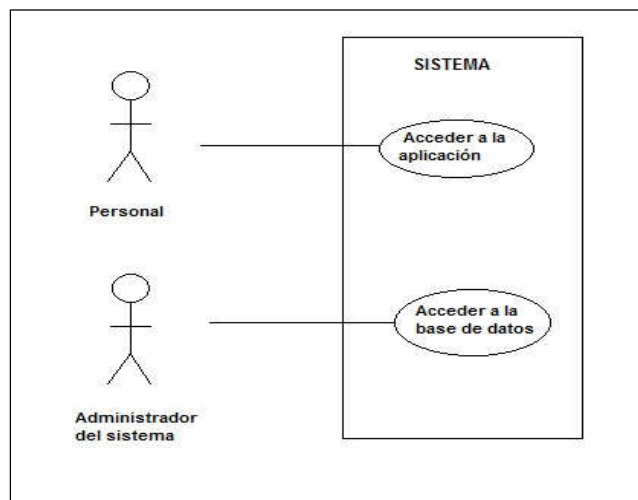 SISTEMA
Acceder a la
aplicación
Personal
Acceder a la
base de datos
Administrador
del sistema